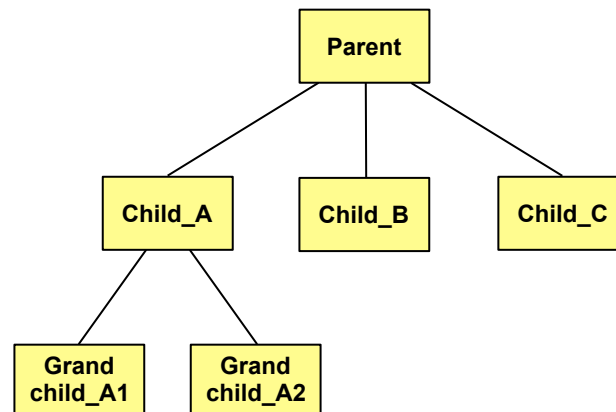 Parent
Child_A
Child_B
Child_C
Grand
child_A1
Grand
child_A2